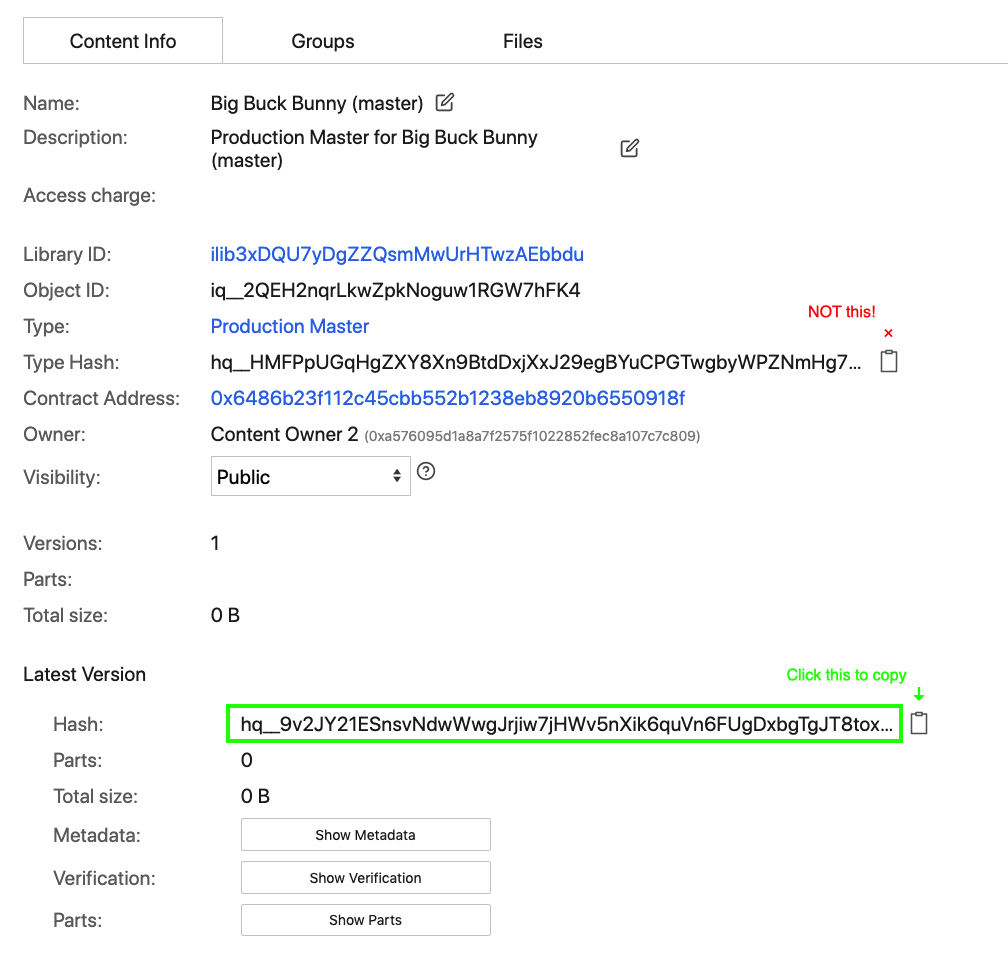 Content Info Groups Files
Name: Big Buck Bunny (master)
Description: Production Master for Big Buck Bunny
(master)
Access charge:
Library ID: ilib3xDQU7yDgZZQsmMwUrHTwzAEbbdu
Object ID: iq__2QEH2nqrLkwZpkNoguw1RGW7hFK4
NOT this!
Type: Production Master
×
Type Hash: hq__HMFPpUGqHgZXY8Xn9BtdDxjXxJ29egBYuCPGTwgbyWPZNmHg7...
Contract Address: 0x6486b23f112c45cbb552b1238eb8920b6550918f
Owner: Content Owner 2 (0xa576095d1a8a7f2575f1022852fec8a107c7c809)
Visibility: Public
Versions: 1
Parts:
Total size: 0 B
Latest Version
Click this to copy
Hash: hq__9v2JY21ESnsvNdwWwgJrjiw7jHWv5nXik6quVn6FUgDxbgTgJT8tox...
Parts: 0
Total size: 0 B
Metadata: Show Metadata
Verification: Show Verification
Parts: Show Parts